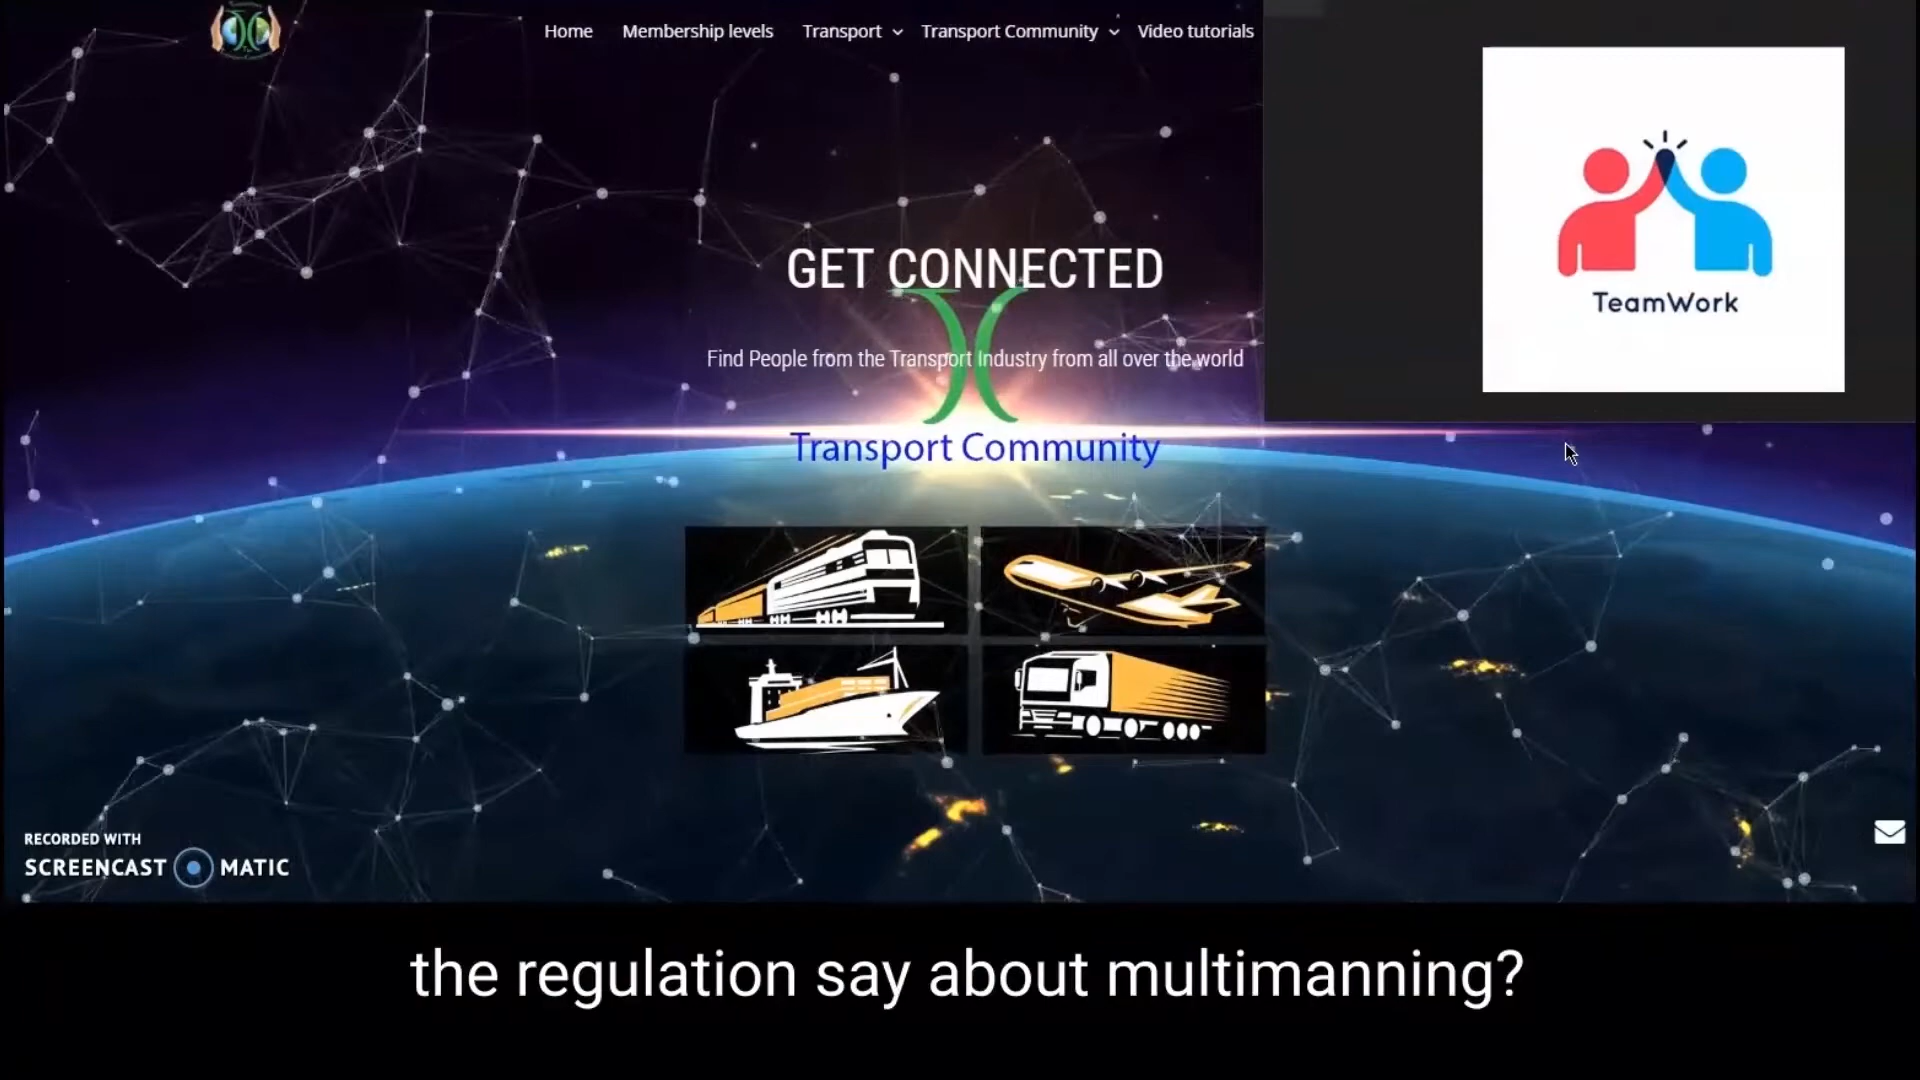 Home Membership levels Transport Transport Community Video tutorials
TeamWork
GET CONNECTED
Find People from the Transport Industry from all over the world
Transport Community
RECORDED WITH
SCREENCAST MATIC
the regulation say about multimanning?